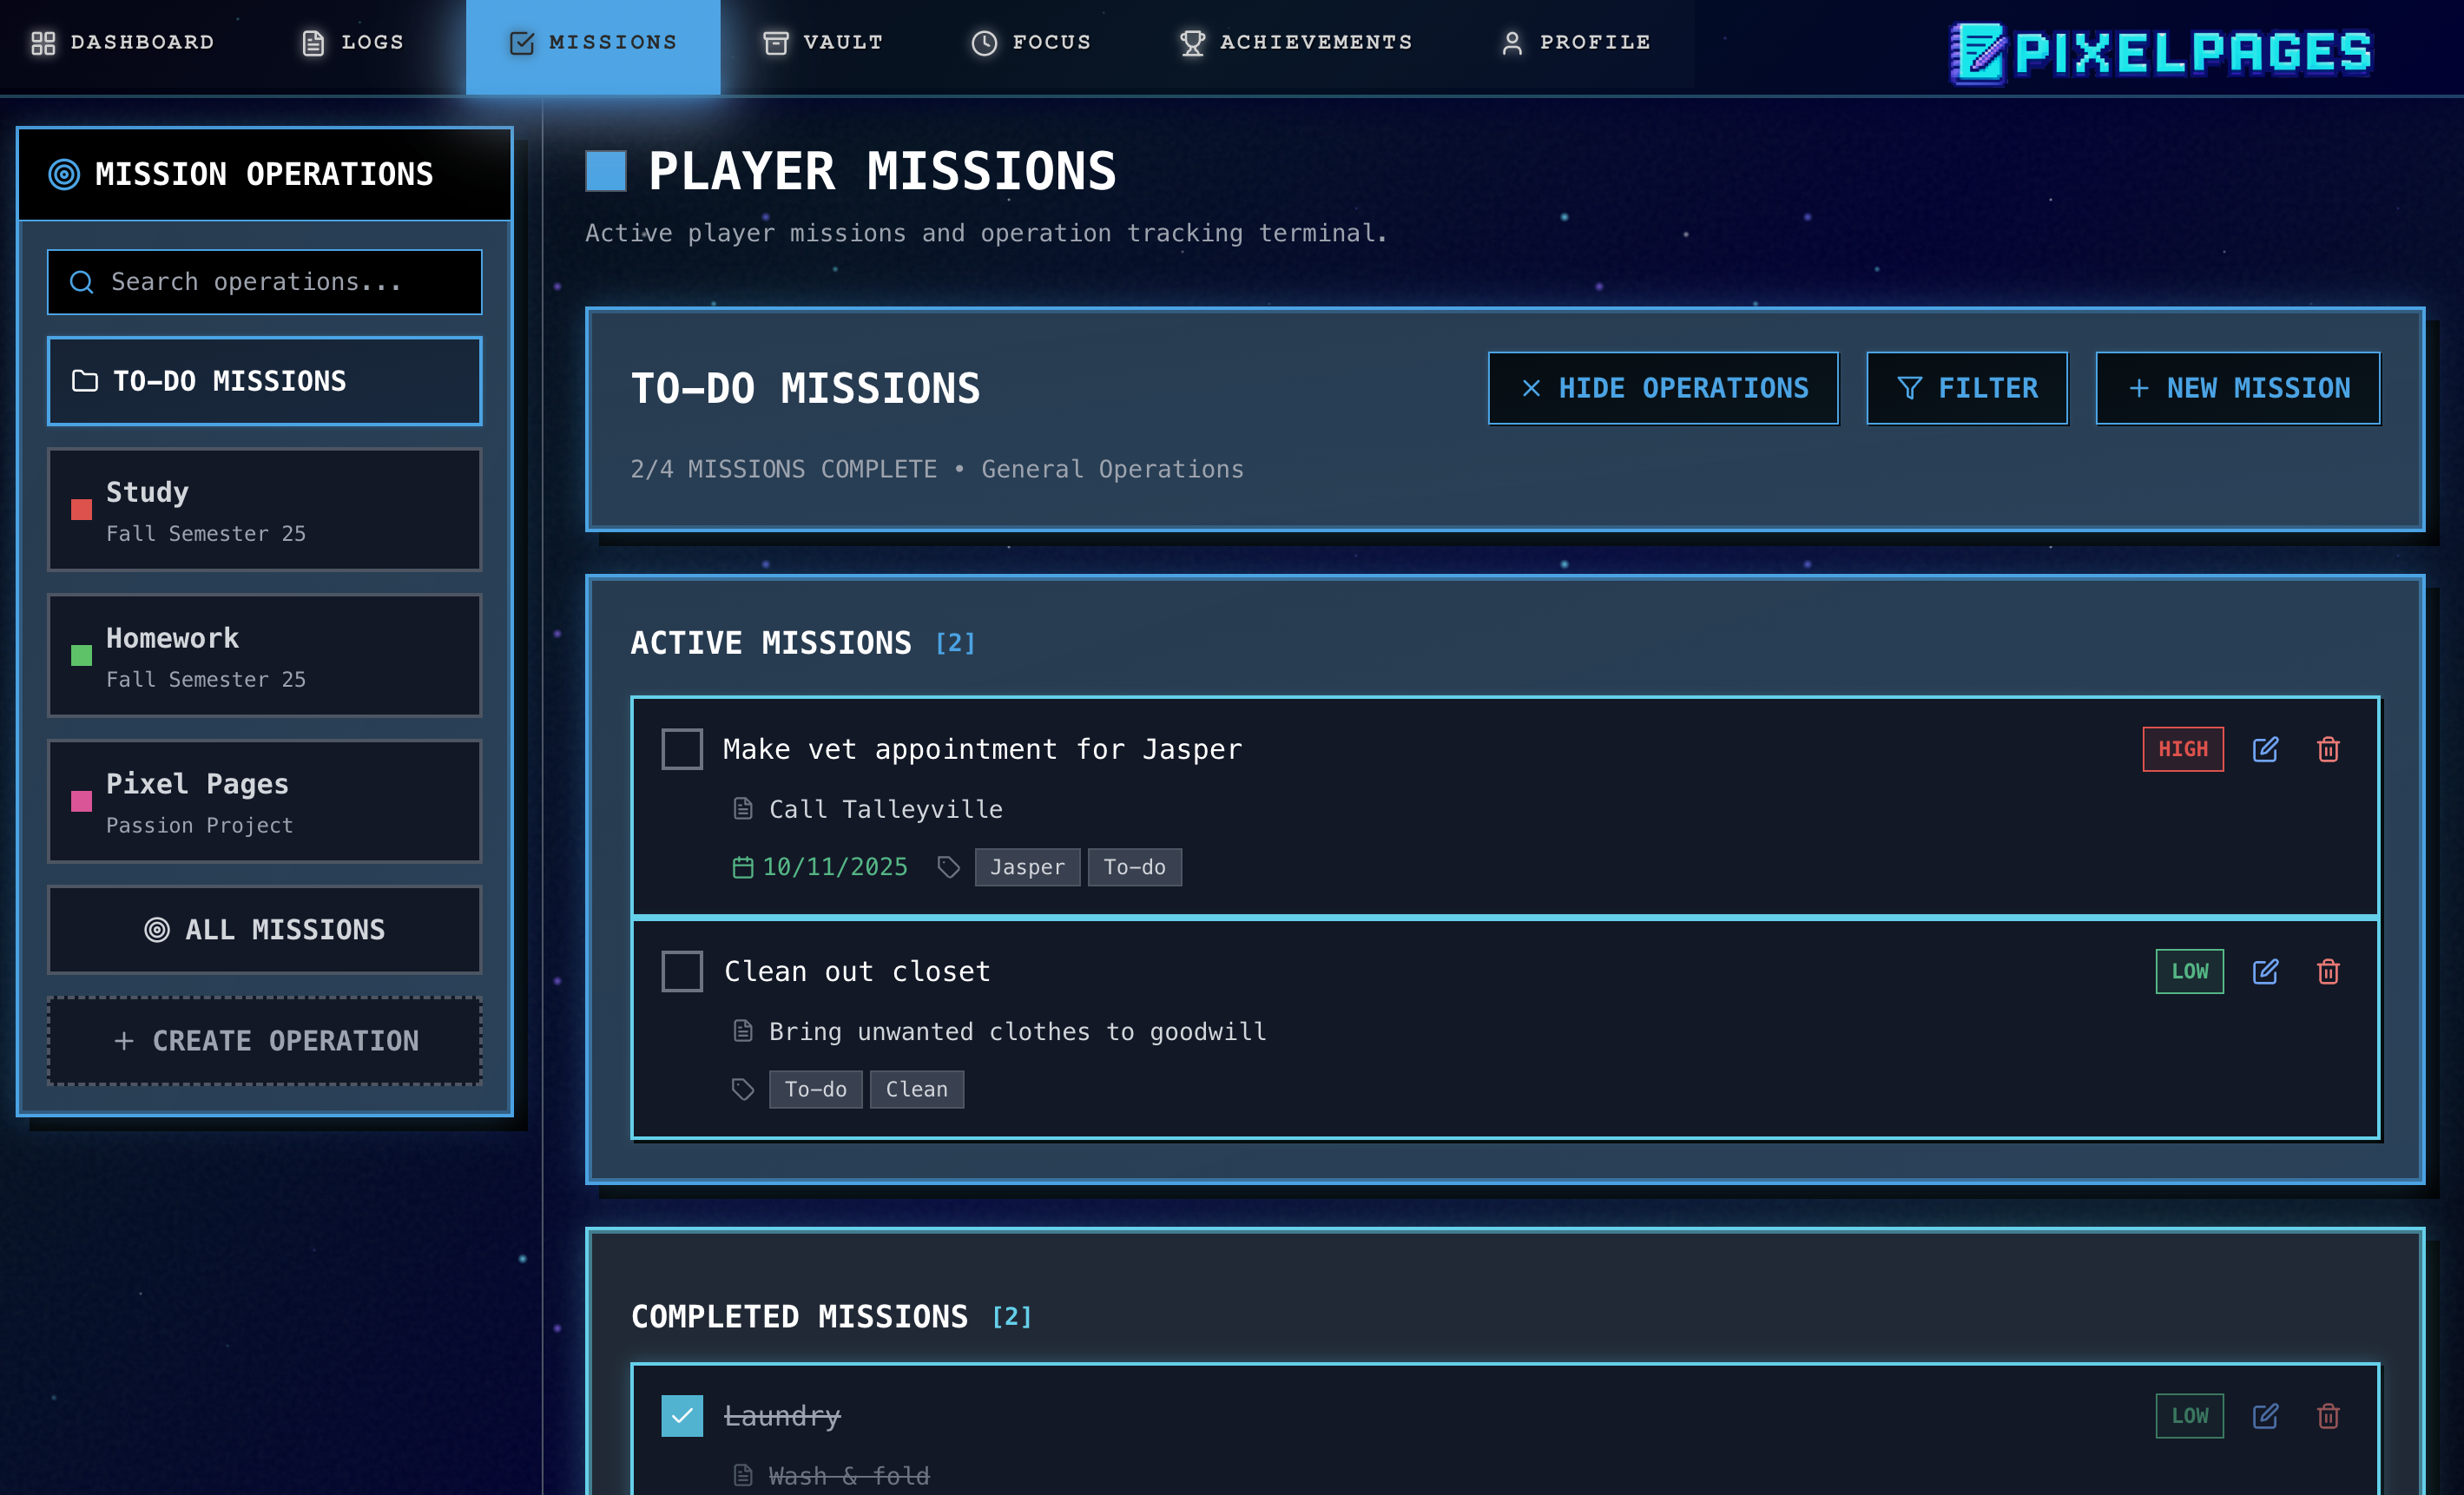 DASHBOARD
LOGS
MISSIONS
VAULT
FOCUS
ACHIEVEMENTS
PROFILE
PIXELPAGES
MISSION OPERATIONS
Search operations...
TO-DO MISSIONS
Study
Fall Semester 25
Homework
Fall Semester 25
Pixel Pages
Passion Project
ALL MISSIONS
+ CREATE OPERATION
PLAYER MISSIONS
Active player missions and operation tracking terminal.
TO-DO MISSIONS
HIDE OPERATIONS
FILTER
+ NEW MISSION
2/4 MISSIONS COMPLETE • General Operations
ACTIVE MISSIONS [2]
Make vet appointment for Jasper
HIGH
Call Talleyville
10/11/2025
Jasper
To-do
Clean out closet
LOW
Bring unwanted clothes to goodwill
To-do
Clean
COMPLETED MISSIONS [2]
Laundry
LOW
Wash & fold